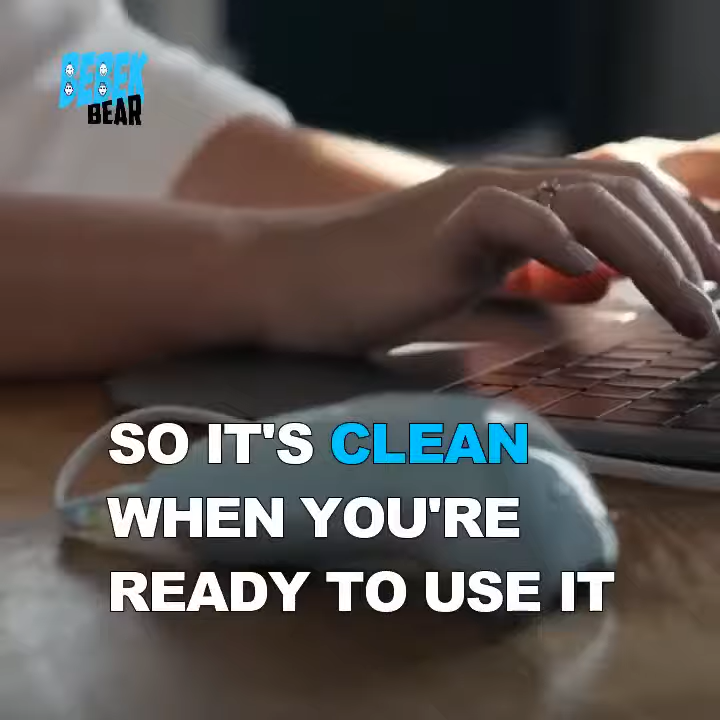 BEBEK
BEAR
SO IT'S CLEAN
WHEN YOU'RE
READY TO USE IT